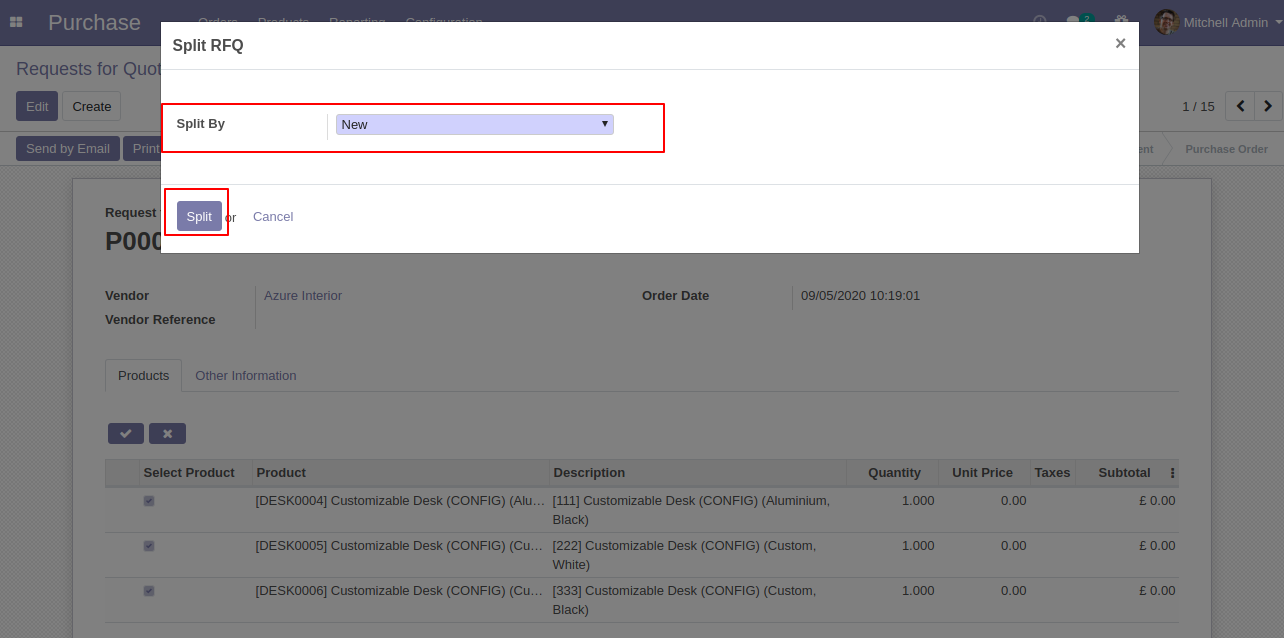 Purchase
Orders Products Reporting Configuration
2
Mitchell Admin
Split RFQ
×
Requests for Quot
Edit Create
1 / 15
Split By New
Send by Email Print
ent Purchase Order
Split or Cancel
Request
P000
Vendor Azure Interior Order Date 09/05/2020 10:19:01
Vendor Reference
Products Other Information
Select Product Product Description Quantity Unit Price Taxes Subtotal
[DESK0004] Customizable Desk (CONFIG) (Alu… [111] Customizable Desk (CONFIG) (Aluminium, 1.000 0.00 £ 0.00
Black)
[DESK0005] Customizable Desk (CONFIG) (Cu… [222] Customizable Desk (CONFIG) (Custom, 1.000 0.00 £ 0.00
White)
[DESK0006] Customizable Desk (CONFIG) (Cu… [333] Customizable Desk (CONFIG) (Custom, 1.000 0.00 £ 0.00
Black)